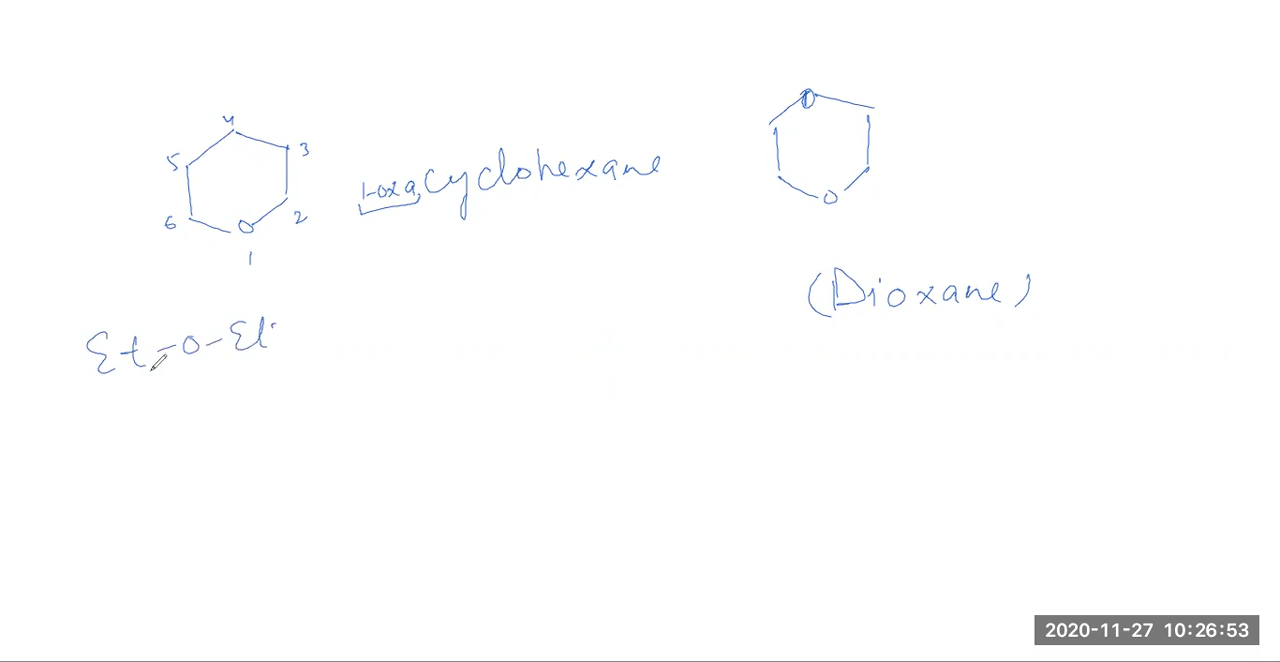 4
5
3
1-oxa, Cyclohexane
6
O
2
1
O
O
(Dioxane)
Et-O-Et
2020-11-27 10:26:53